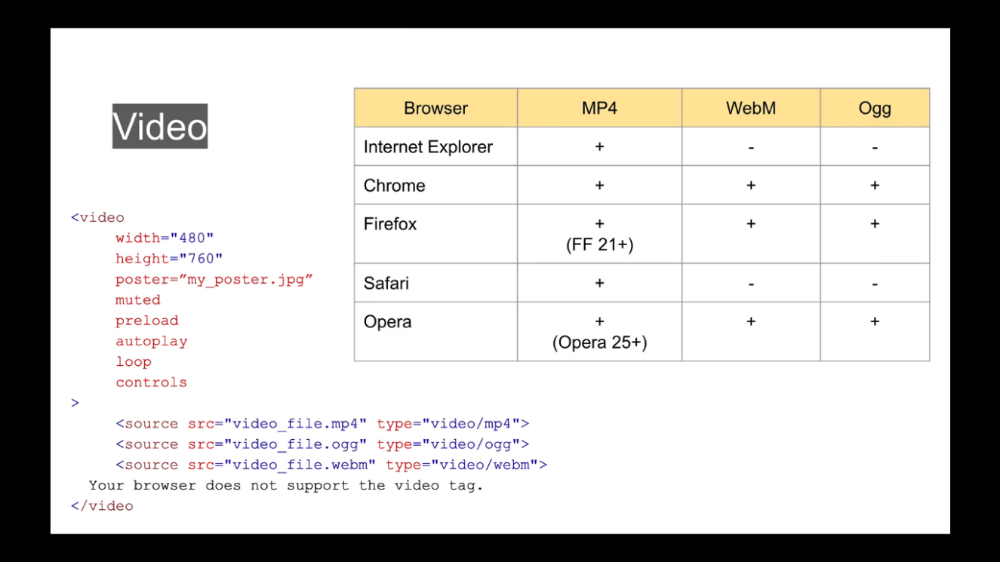 Video
Browser MP4 WebM Ogg
Internet Explorer + - -
Chrome + + +
Firefox + + +
(FF 21+)
Safari + - -
Opera + + +
(Opera 25+)
<video
width="480"
height="760"
poster=”my_poster.jpg”
muted
preload
autoplay
loop
controls
>
<source src="video_file.mp4" type="video/mp4">
<source src="video_file.ogg" type="video/ogg">
<source src="video_file.webm" type="video/webm">
Your browser does not support the video tag.
</video